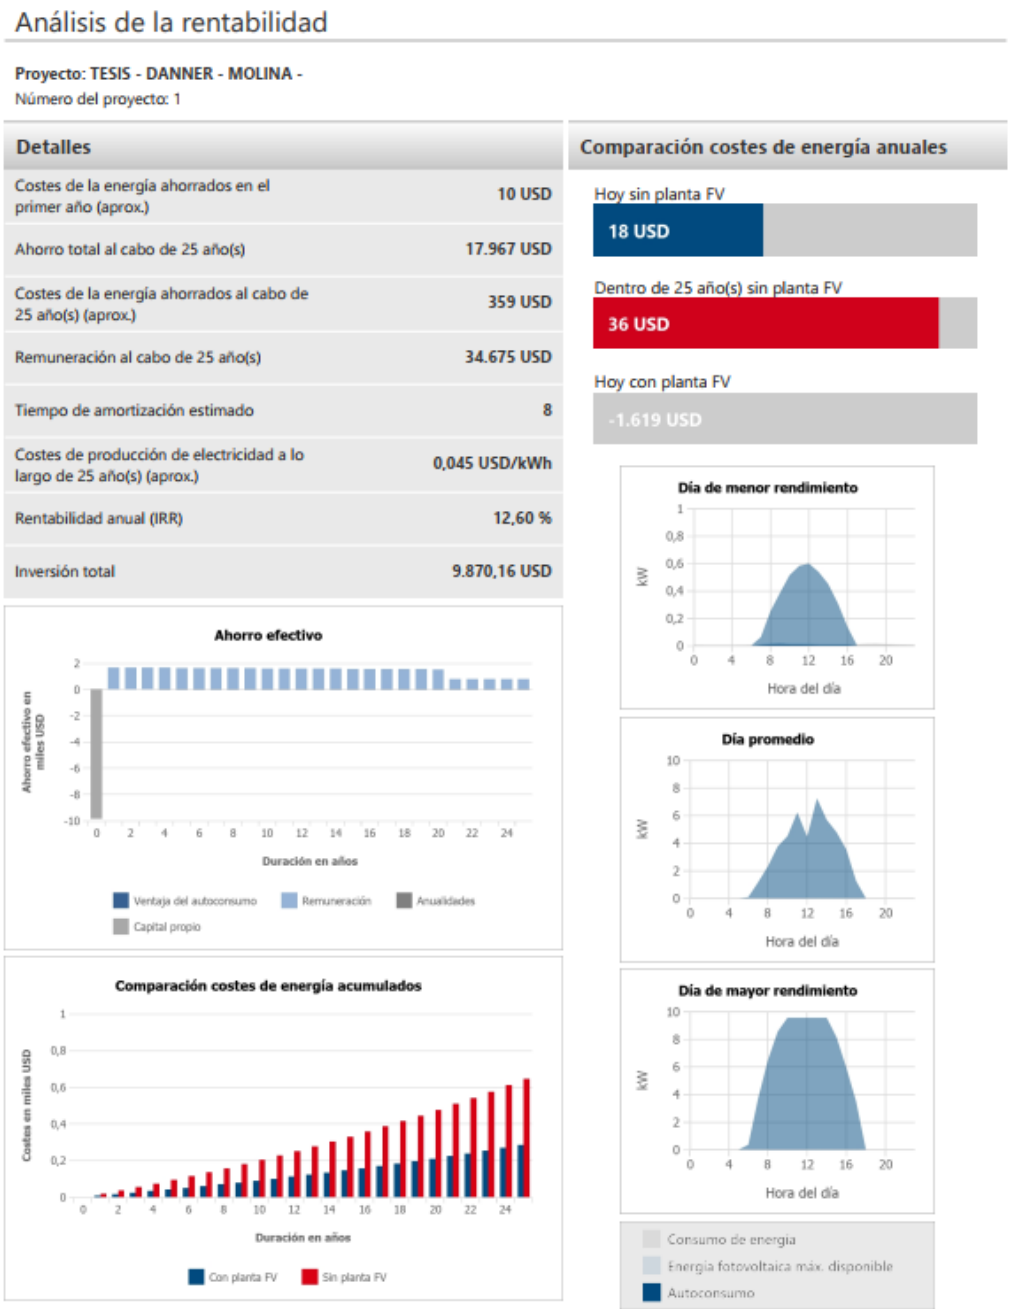 Análisis de la rentabilidad
Proyecto: TESIS - DANNER - MOLINA -
Número del proyecto: 1
Detalles
Costes de la energía ahorrados en el
primer año (aprox.)
10 USD
Ahorro total al cabo de 25 año(s)
17.967 USD
Costes de la energía ahorrados al cabo de
25 año(s) (aprox.)
359 USD
Remuneración al cabo de 25 año(s)
34.675 USD
Tiempo de amortización estimado
8
Costes de producción de electricidad a lo
largo de 25 año(s) (aprox.)
0,045 USD/kWh
Rentabilidad anual (IRR)
12,60 %
Inversión total
9.870,16 USD
Ahorro efectivo
Ahorro efectivo en
miles USD
2
0
-2
-4
-6
-8
-10
0 2 4 6 8 10 12 14 16 18 20 22 24
Duración en años
Ventaja del autoconsumo Remuneración Anualidades
Capital propio
Comparación costes de energía acumulados
Costes en miles USD
1
0,8
0,6
0,4
0,2
0
0 2 4 6 8 10 12 14 16 18 20 22 24
Duración en años
Con planta FV Sin planta FV
Comparación costes de energía anuales
Hoy sin planta FV
18 USD
Dentro de 25 año(s) sin planta FV
36 USD
Hoy con planta FV
-1.619 USD
Día de menor rendimiento
kW
1
0,8
0,6
0,4
0,2
0
0 4 8 12 16 20
Hora del día
Día promedio
kW
10
8
6
4
2
0
0 4 8 12 16 20
Hora del día
Día de mayor rendimiento
kW
10
8
6
4
2
0
0 4 8 12 16 20
Hora del día
Consumo de energía
Energía fotovoltaica máx. disponible
Autoconsumo